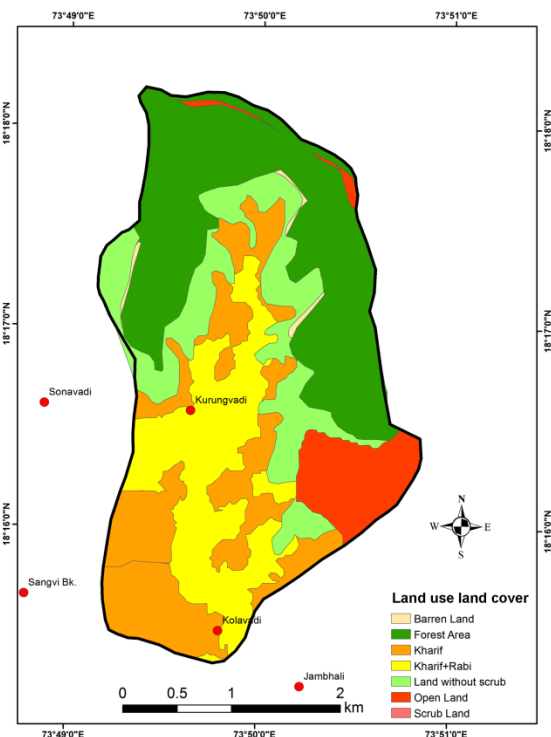 73°49'0"E 73°50'0"E 73°51'0"E
18°18'0"N 18°18'0"N
18°17'0"N 18°17'0"N
Sonavadi
Kurungvadi
18°16'0"N 18°16'0"N
N
W E
S
Sangvi Bk.
Kolavadi
Land use land cover
Barren Land
Forest Area
Kharif
Kharif+Rabi
Land without scrub
Open Land
Scrub Land
Jambhali
0 0.5 1 2
km
73°49'0"E 73°50'0"E 73°51'0"E